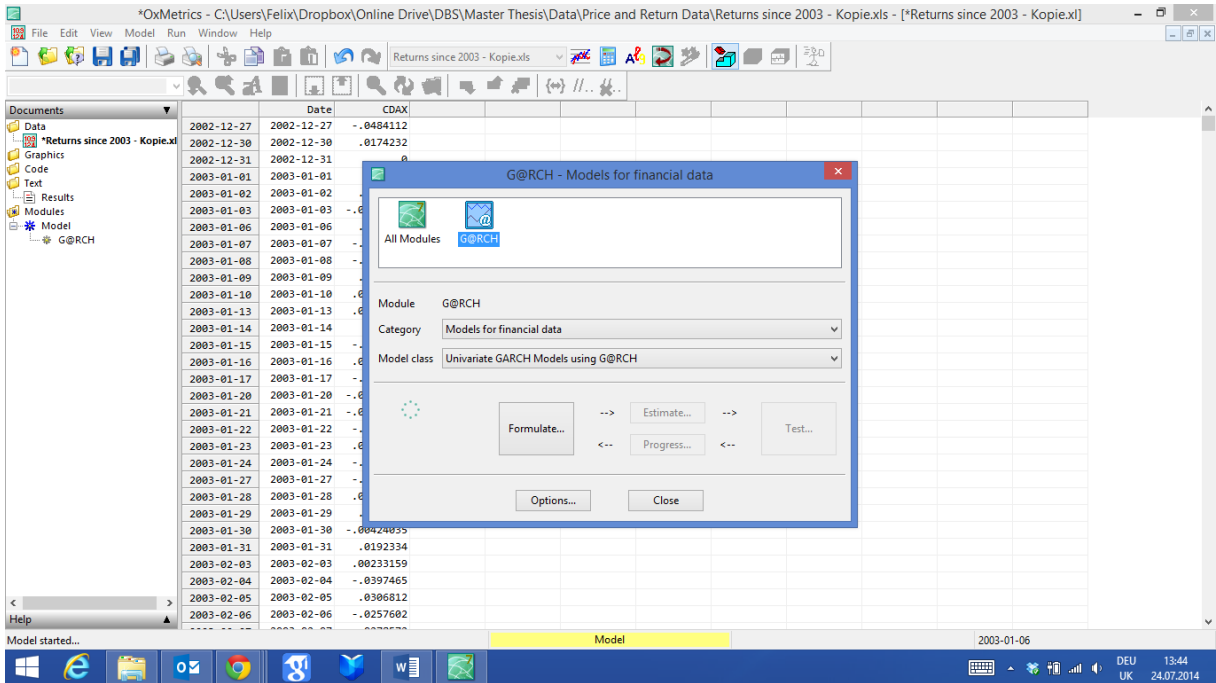 *OxMetrics - C:\Users\Felix\Dropbox\Online Drive\DBS\Master Thesis\Data\Price and Return Data\Returns since 2003 - Kopie.xls - [*Returns since 2003 - Kopie.xl]
File Edit View Model Run Window Help
Returns since 2003 - Kopie.xls
Documents
Data
*Returns since 2003 - Kopie.xl
Graphics
Code
Text
Results
Modules
Model
G@RCH
Help
Date CDAX
2002-12-27 2002-12-27 -.0484112
2002-12-30 2002-12-30 .0174232
2002-12-31 2002-12-31 0
2003-01-01 2003-01-01
2003-01-02 2003-01-02 .
2003-01-03 2003-01-03 -.0
2003-01-06 2003-01-06 .
2003-01-07 2003-01-07 -.
2003-01-08 2003-01-08 -.
2003-01-09 2003-01-09 .
2003-01-10 2003-01-10 .0
2003-01-13 2003-01-13 .0
2003-01-14 2003-01-14
2003-01-15 2003-01-15 -.
2003-01-16 2003-01-16 .0
2003-01-17 2003-01-17 -.
2003-01-20 2003-01-20 -.0
2003-01-21 2003-01-21 -.0
2003-01-22 2003-01-22 -.
2003-01-23 2003-01-23 .0
2003-01-24 2003-01-24 -.
2003-01-27 2003-01-27 -.
2003-01-28 2003-01-28 .0
2003-01-29 2003-01-29 .
2003-01-30 2003-01-30 -.00424035
2003-01-31 2003-01-31 .0192334
2003-02-03 2003-02-03 .00233159
2003-02-04 2003-02-04 -.0397465
2003-02-05 2003-02-05 .0306812
2003-02-06 2003-02-06 -.0257602
G@RCH - Models for financial data
All Modules G@RCH
Module G@RCH
Category Models for financial data
Model class Univariate GARCH Models using G@RCH
Formulate... --> Estimate... --> Test...
<-- Progress... <--
Options... Close
Model started... Model 2003-01-06
DEU 13:44
UK 24.07.2014